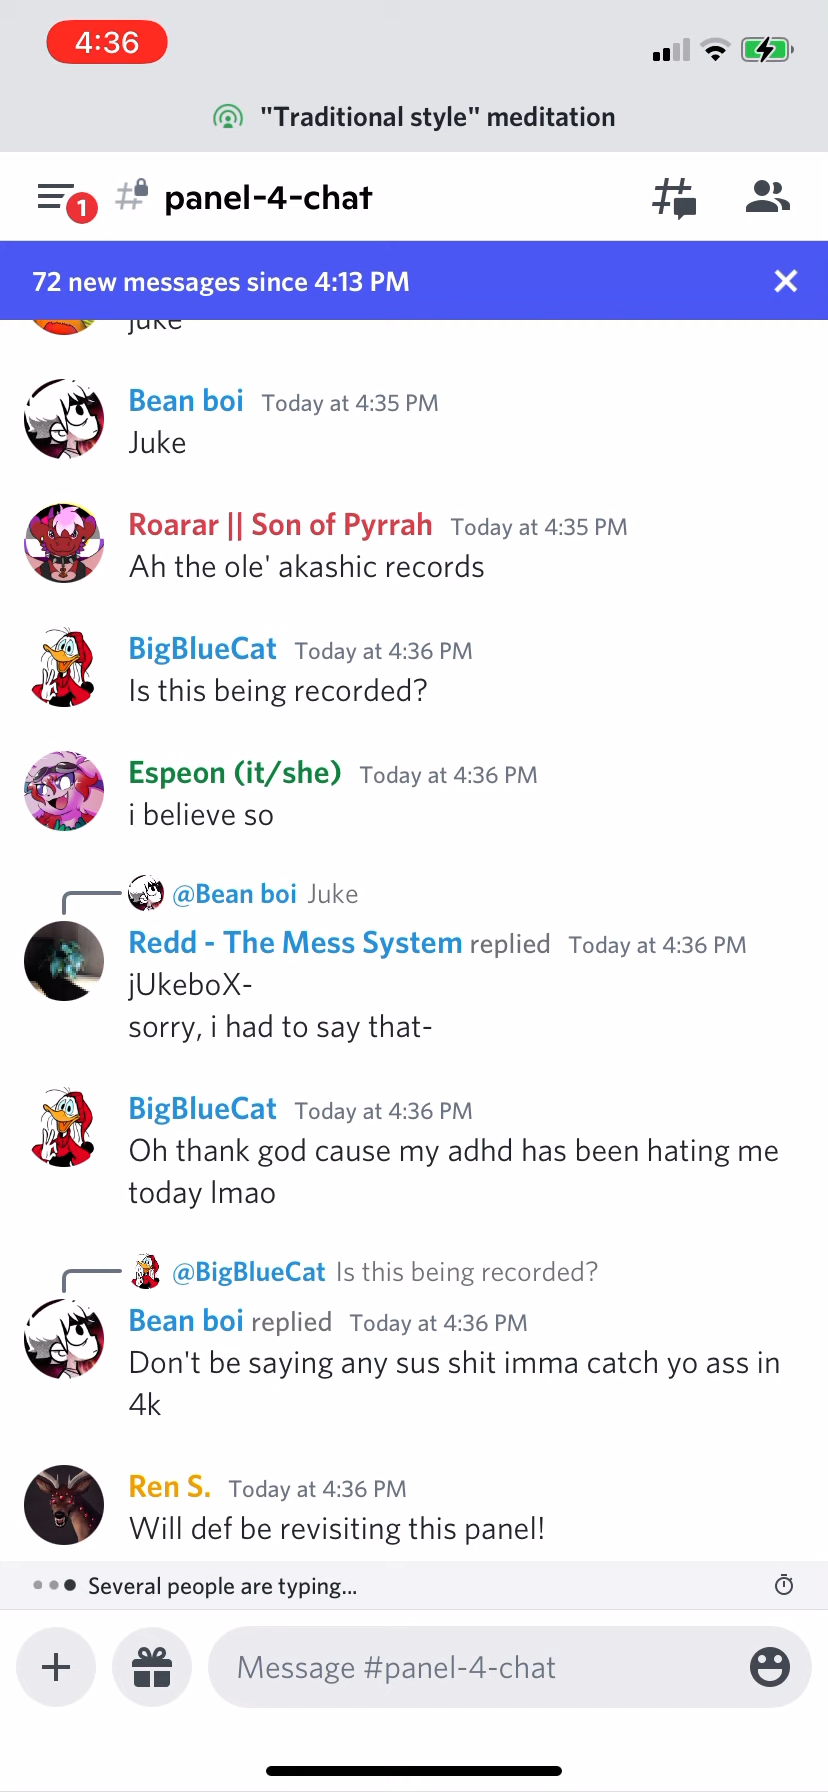 4:36
"Traditional style" meditation
1
panel-4-chat
72 new messages since 4:13 PM
juke
Bean boi Today at 4:35 PM
Juke
Roarar || Son of Pyrrah Today at 4:35 PM
Ah the ole' akashic records
BigBlueCat Today at 4:36 PM
Is this being recorded?
Espeon (it/she) Today at 4:36 PM
i believe so
@Bean boi Juke
Redd - The Mess System replied Today at 4:36 PM
jUkeboX-
sorry, i had to say that-
BigBlueCat Today at 4:36 PM
Oh thank god cause my adhd has been hating me
today lmao
@BigBlueCat Is this being recorded?
Bean boi replied Today at 4:36 PM
Don't be saying any sus shit imma catch yo ass in
4k
Ren S. Today at 4:36 PM
Will def be revisiting this panel!
Several people are typing...
Message #panel-4-chat